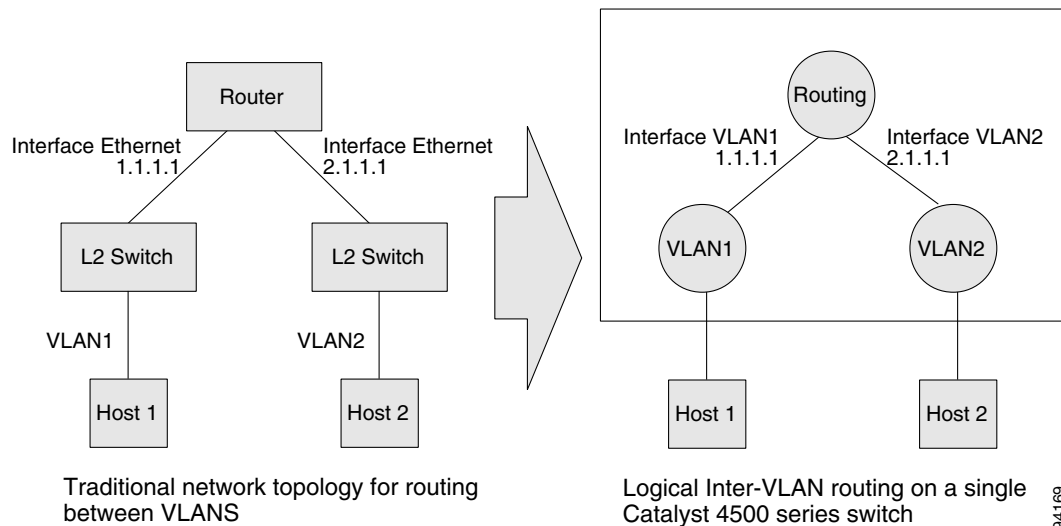 Router
Interface Ethernet
1.1.1.1
Interface Ethernet
2.1.1.1
L2 Switch
L2 Switch
VLAN1
VLAN2
Host 1
Host 2
Traditional network topology for routing
between VLANS
Routing
Interface VLAN1
1.1.1.1
Interface VLAN2
2.1.1.1
VLAN1
VLAN2
Host 1
Host 2
Logical Inter-VLAN routing on a single
Catalyst 4500 series switch